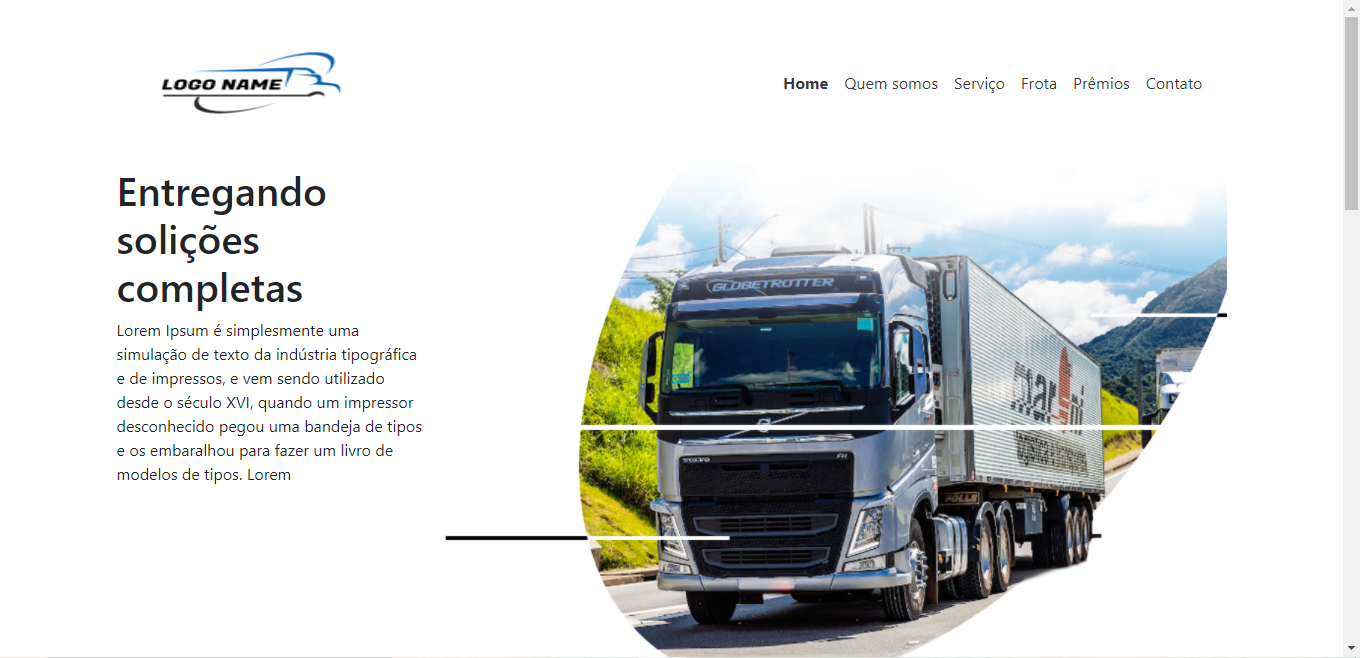 LOGO NAME
Home Quem somos Serviço Frota Prêmios Contato
Entregando
solições
completas
Lorem Ipsum é simplesmente uma
simulação de texto da indústria tipográfica
e de impressos, e vem sendo utilizado
desde o século XVI, quando um impressor
desconhecido pegou uma bandeja de tipos
e os embaralhou para fazer um livro de
modelos de tipos. Lorem
GLOBETROTTER
VOLVO
FH